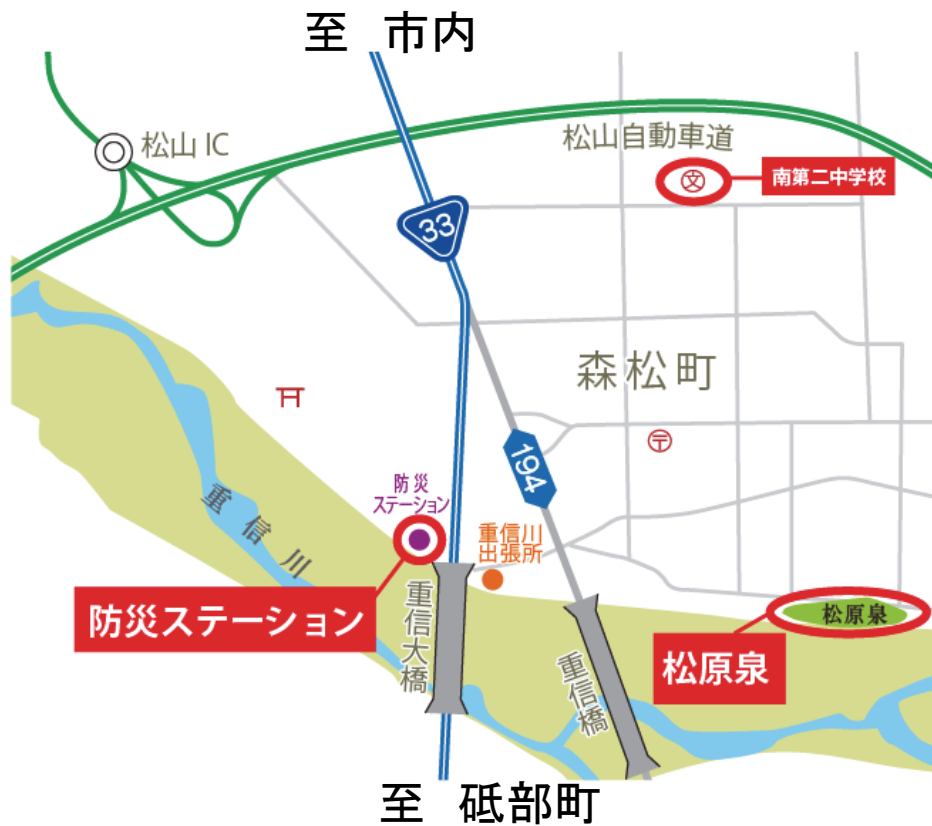 至 市内
松山 IC
松山自動車道
文
南第二中学校
33
森松町
〒
194
防災
ステーション
重信川
重信川
出張所
防災ステーション
重信大橋
重信橋
松原泉
松原泉
至 砥部町